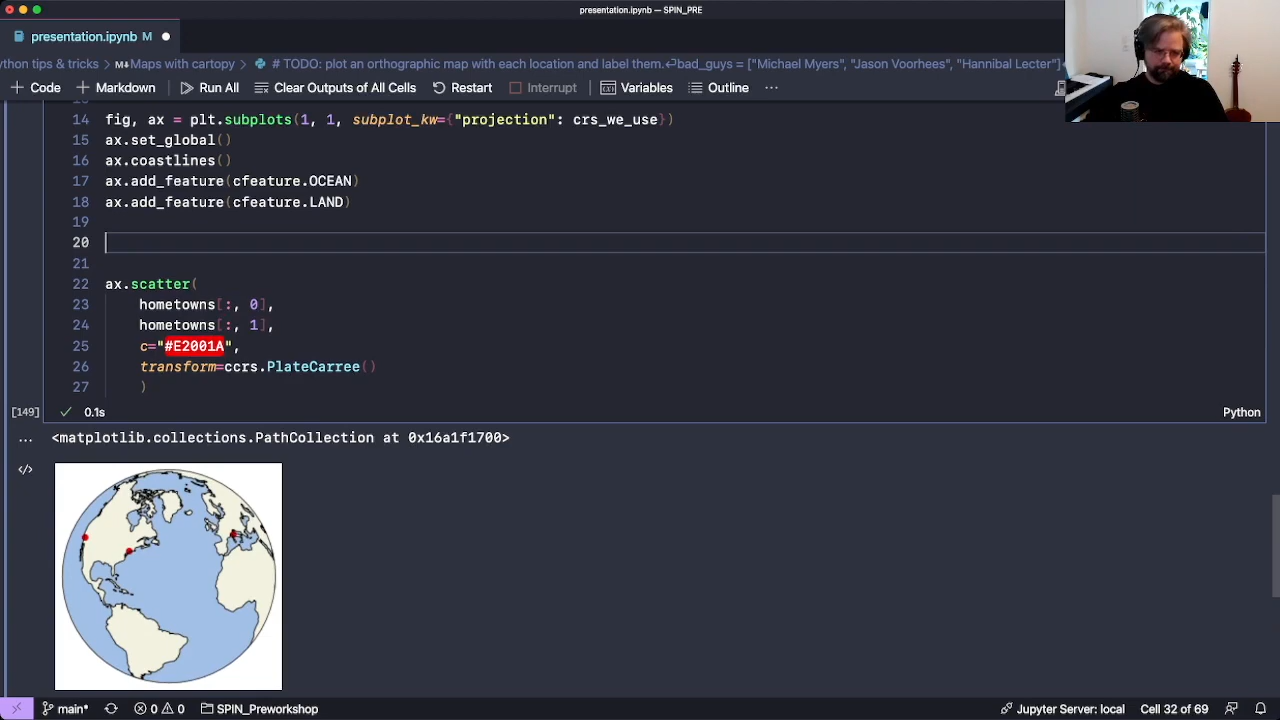 presentation.ipynb — SPIN_PRE
presentation.ipynb M
ython tips & tricks > M↓Maps with cartopy > # TODO: plot an orthographic map with each location and label them.↵bad_guys = ["Michael Myers", "Jason Voorhees", "Hannibal Lecter"]
+ Code + Markdown Run All Clear Outputs of All Cells Restart Interrupt Variables Outline ...
14 fig, ax = plt.subplots(1, 1, subplot_kw={"projection": crs_we_use})
15 ax.set_global()
16 ax.coastlines()
17 ax.add_feature(cfeature.OCEAN)
18 ax.add_feature(cfeature.LAND)
19
20
21
22 ax.scatter(
23 hometowns[:, 0],
24 hometowns[:, 1],
25 c="#E2001A",
26 transform=ccrs.PlateCarree()
27 )
[149] 0.1s Python
... <matplotlib.collections.PathCollection at 0x16a1f1700>
</>
main* 0 0 SPIN_Preworkshop Jupyter Server: local Cell 32 of 69